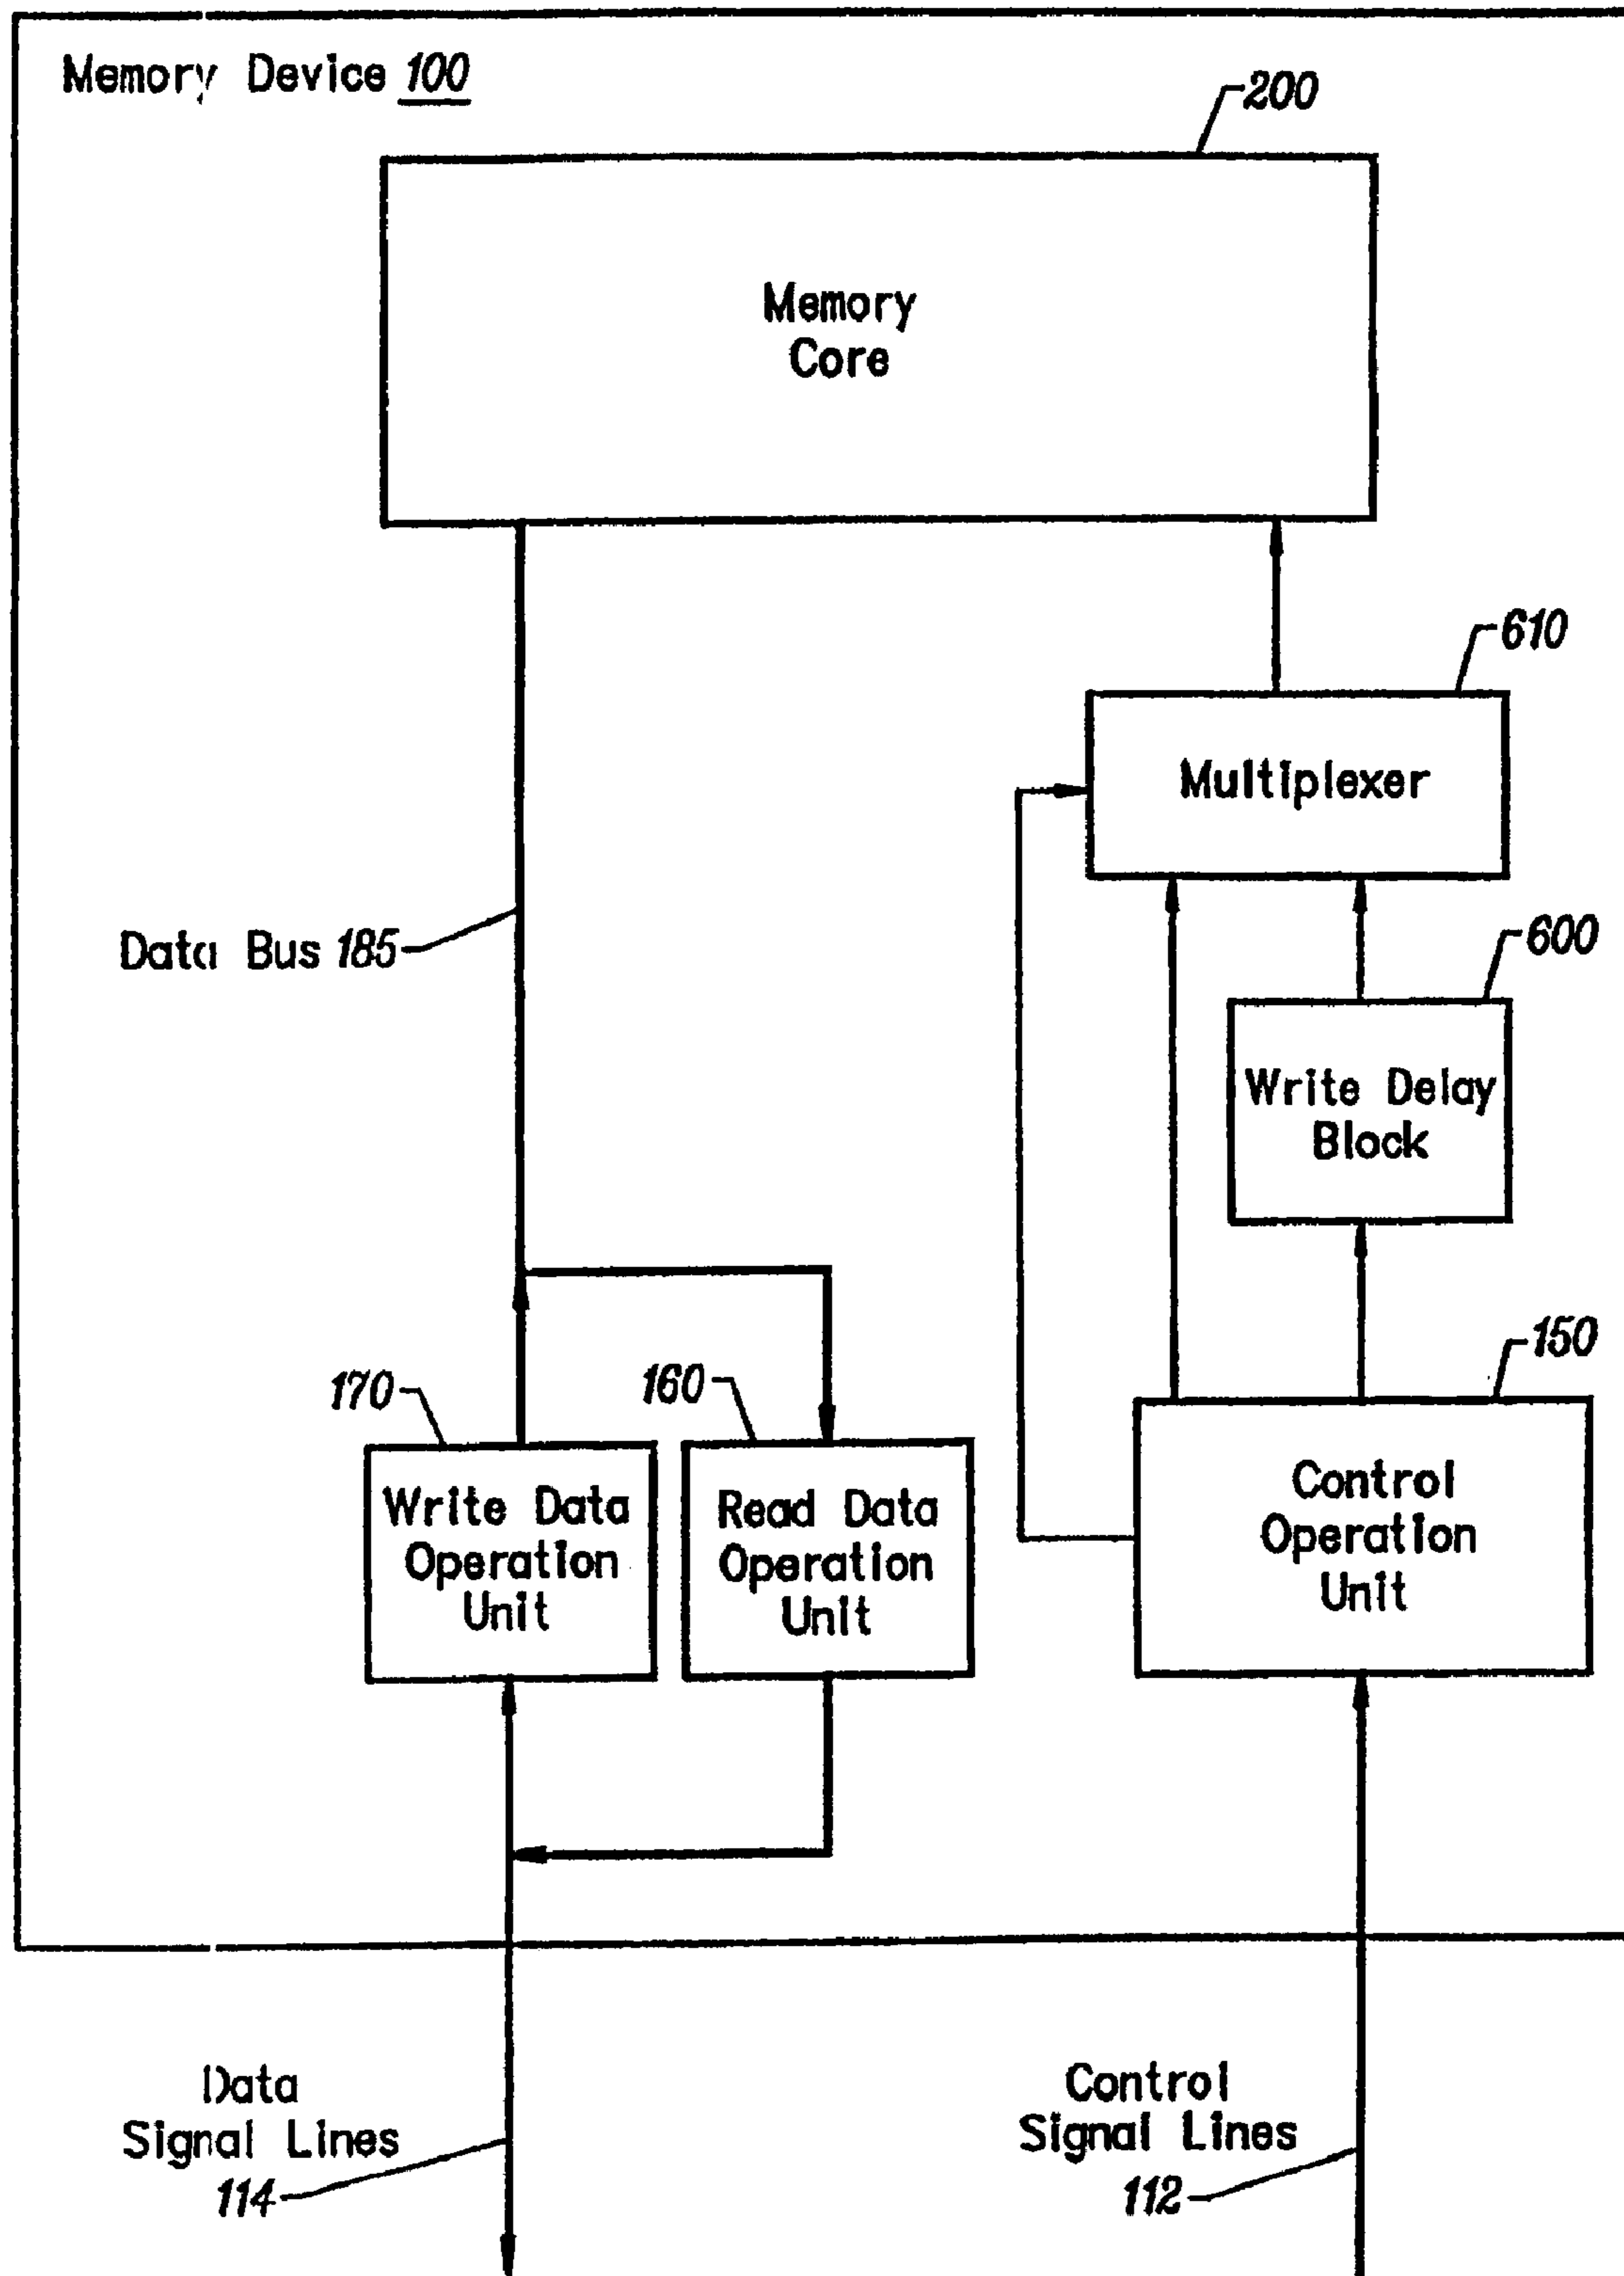 Memory Device 100
200
Memory
Core
610
Multiplexer
Data Bus 185
600
Write Delay
Block
150
170
160
Control
Operation
Unit
Write Data
Operation
Unit
Read Data
Operation
Unit
Data
Signal Lines
114
Control
Signal Lines
112